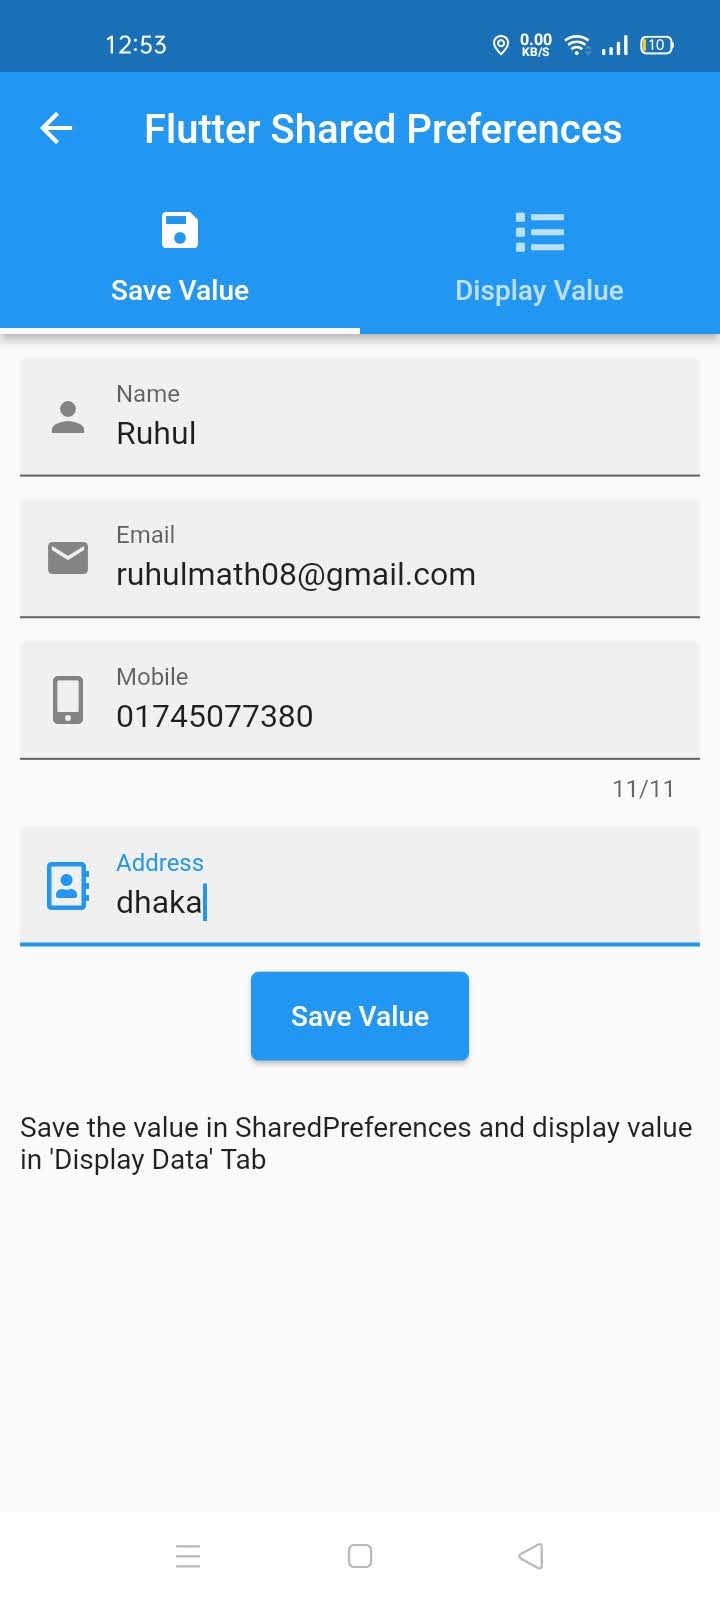 12:53
0.00
KB/S
10
Flutter Shared Preferences
Save Value
Display Value
Name
Ruhul
Email
ruhulmath08@gmail.com
Mobile
01745077380
11/11
Address
dhaka
Save Value
Save the value in SharedPreferences and display value
in 'Display Data' Tab